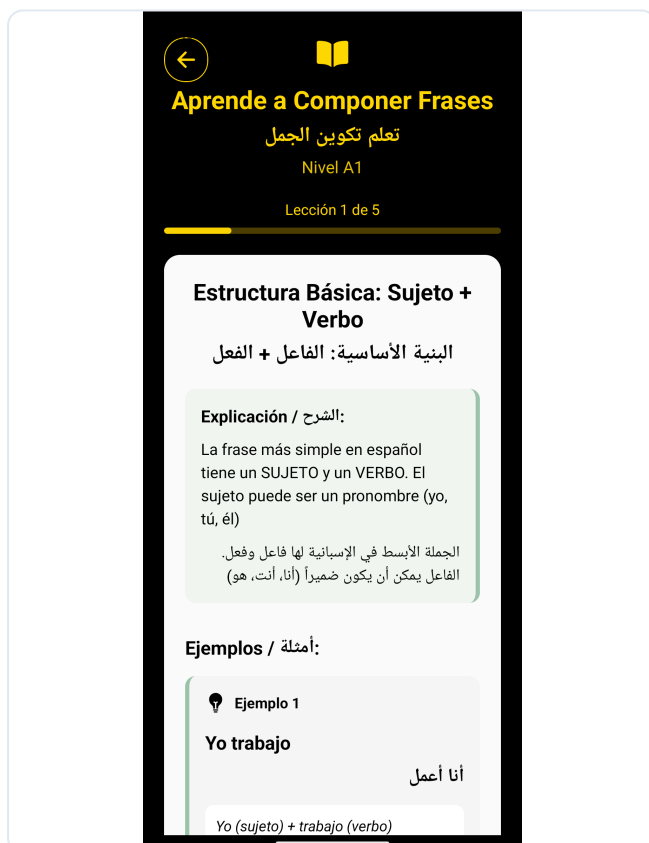 Aprende a Componer Frases
تعلم تكوين الجمل
Nivel A1
Lección 1 de 5
Estructura Básica: Sujeto +
Verbo
البنية الأساسية: الفاعل + الفعل
Explicación / الشرح:
La frase más simple en español
tiene un SUJETO y un VERBO. El
sujeto puede ser un pronombre (yo,
tú, él)
الجملة الأبسط في الإسبانية لها فاعل وفعل.
الفاعل يمكن أن يكون ضميراً (أنا، أنت، هو)
Ejemplos / أمثلة:
Ejemplo 1
Yo trabajo
أنا أعمل
Yo (sujeto) + trabajo (verbo)